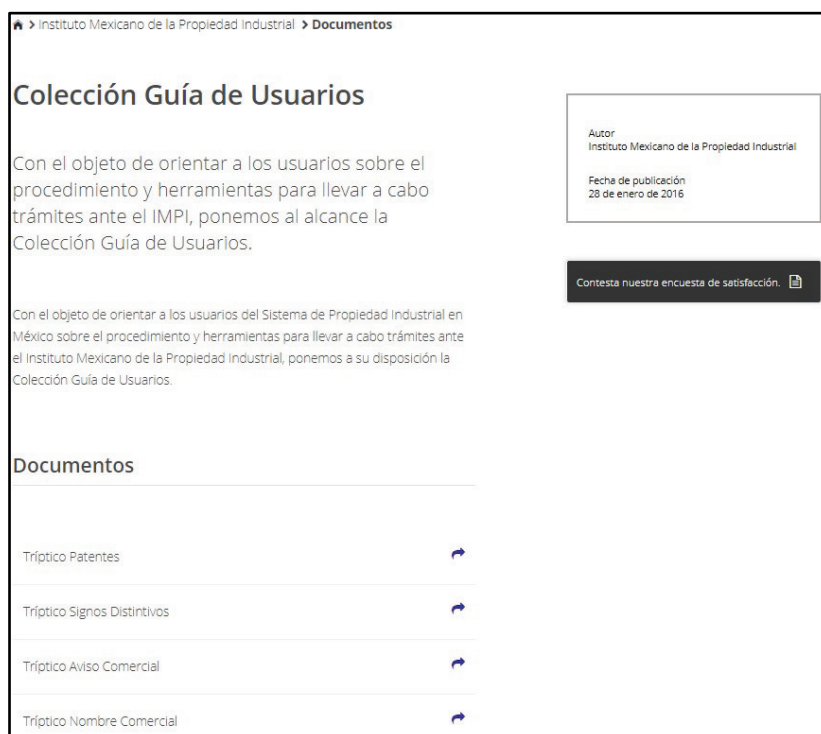 > Instituto Mexicano de la Propiedad Industrial > Documentos
Colección Guía de Usuarios
Con el objeto de orientar a los usuarios sobre el
procedimiento y herramientas para llevar a cabo
trámites ante el IMPI, ponemos al alcance la
Colección Guía de Usuarios.
Con el objeto de orientar a los usuarios del Sistema de Propiedad Industrial en
México sobre el procedimiento y herramientas para llevar a cabo trámites ante
el Instituto Mexicano de la Propiedad Industrial, ponemos a su disposición la
Colección Guía de Usuarios.
Documentos
Tríptico Patentes
Tríptico Signos Distintivos
Tríptico Aviso Comercial
Tríptico Nombre Comercial
Autor
Instituto Mexicano de la Propiedad Industrial
Fecha de publicación
28 de enero de 2016
Contesta nuestra encuesta de satisfacción.